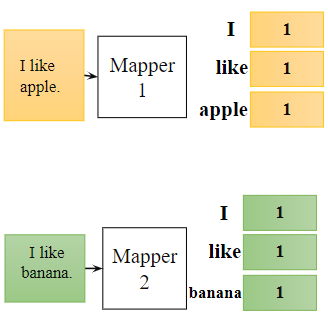 I like
apple.
Mapper
1
I 1
like 1
apple 1
I like
banana.
Mapper
2
I 1
like 1
banana 1